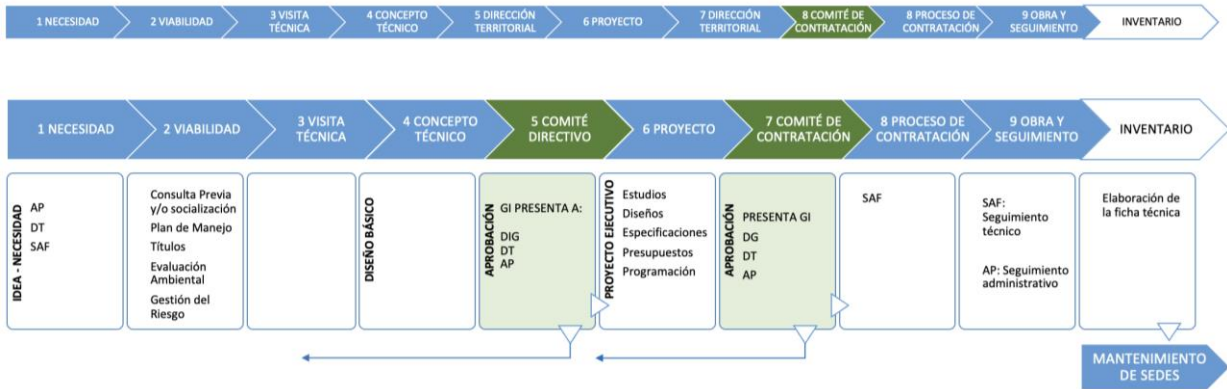 1 NECESIDAD
2 VIABILIDAD
3 VISITA
TÉCNICA
4 CONCEPTO
TÉCNICO
5 DIRECCIÓN
TERRITORIAL
6 PROYECTO
7 DIRECCIÓN
TERRITORIAL
8 COMITÉ DE
CONTRATACIÓN
8 PROCESO DE
CONTRATACIÓN
9 OBRA Y
SEGUIMIENTO
INVENTARIO
1 NECESIDAD
2 VIABILIDAD
3 VISITA
TÉCNICA
4 CONCEPTO
TÉCNICO
5 COMITÉ
DIRECTIVO
6 PROYECTO
7 COMITÉ DE
CONTRATACIÓN
8 PROCESO DE
CONTRATACIÓN
9 OBRA Y
SEGUIMIENTO
INVENTARIO
IDEA - NECESIDAD
AP
DT
SAF
Consulta Previa
y/o socialización
Plan de Manejo
Títulos
Evaluación
Ambiental
Gestión del
Riesgo
DISEÑO BÁSICO
APROBACIÓN
GI PRESENTA A:
DIG
DT
AP
PROYECTO EJECUTIVO
Estudios
Diseños
Especificaciones
Presupuestos
Programación
APROBACIÓN
PRESENTA GI
DG
DT
AP
SAF
SAF:
Seguimiento
técnico
AP: Seguimiento
administrativo
Elaboración de
la ficha técnica
MANTENIMIENTO
DE SEDES